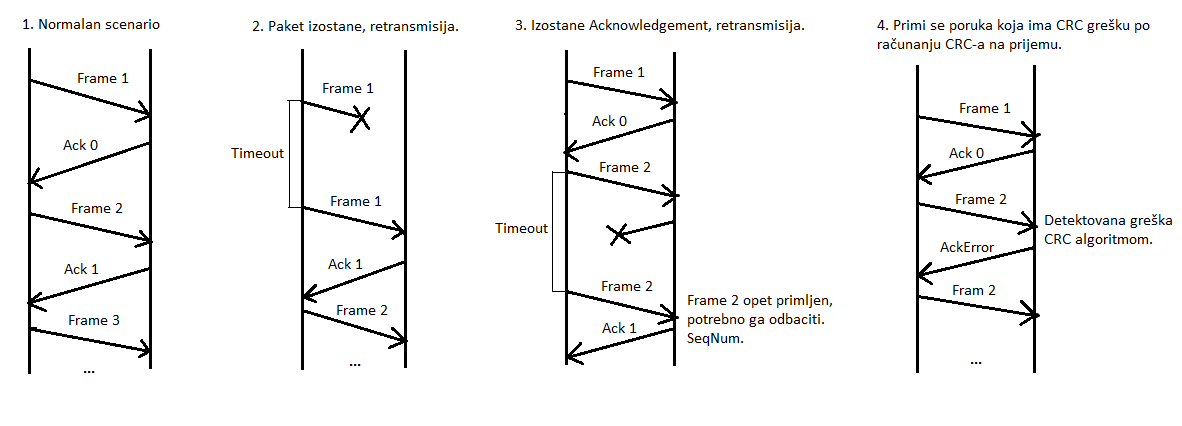 1. Normalan scenario
Frame 1
Ack 0
Frame 2
Ack 1
Frame 3
...
2. Paket izostane, retransmisija.
Frame 1
Timeout
Frame 1
Ack 1
Frame 2
...
3. Izostane Acknowledgement, retransmisija.
Frame 1
Ack 0
Frame 2
Timeout
Frame 2
Frame 2 opet primljen,
potrebno ga odbaciti.
SeqNum.
Ack 1
4. Primi se poruka koja ima CRC grešku po
računanju CRC-a na prijemu.
Frame 1
Ack 0
Frame 2
Detektovana greška
CRC algoritmom.
AckError
Fram 2
...